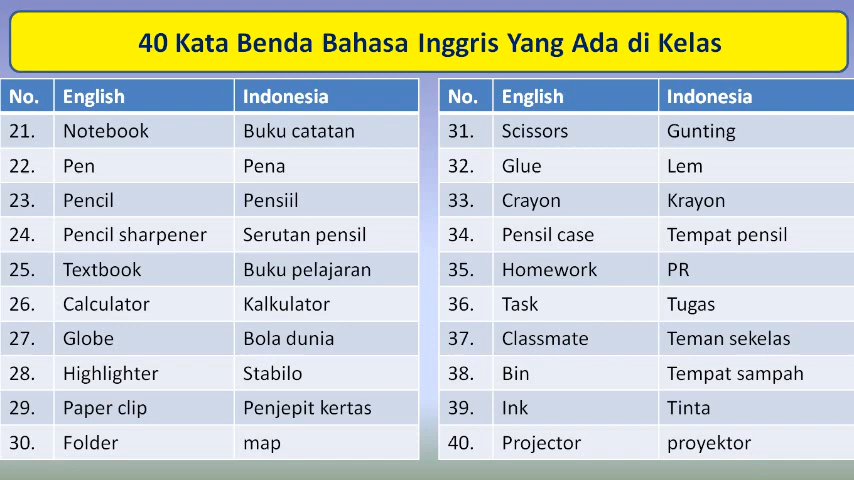 40 Kata Benda Bahasa Inggris Yang Ada di Kelas
No. English Indonesia
21. Notebook Buku catatan
22. Pen Pena
23. Pencil Pensiil
24. Pencil sharpener Serutan pensil
25. Textbook Buku pelajaran
26. Calculator Kalkulator
27. Globe Bola dunia
28. Highlighter Stabilo
29. Paper clip Penjepit kertas
30. Folder map
No. English Indonesia
31. Scissors Gunting
32. Glue Lem
33. Crayon Krayon
34. Pensil case Tempat pensil
35. Homework PR
36. Task Tugas
37. Classmate Teman sekelas
38. Bin Tempat sampah
39. Ink Tinta
40. Projector proyektor